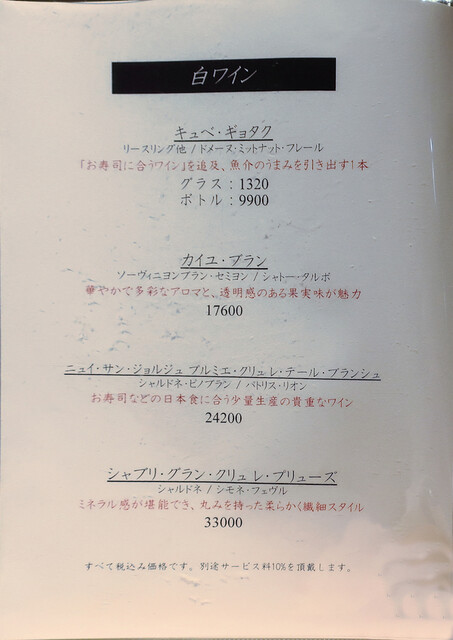 白ワイン
キュベ・ギョタク
リースリング他 / ドメーヌ・ミットナット・フレール
「お寿司に合うワイン」を追及、魚介のうまみを引き出す1本
グラス : 1320
ボトル : 9900
カイユ・ブラン
ソーヴィニヨンブラン・セミヨン / シャトー・タルボ
華やかで多彩なアロマと、透明感のある果実味が魅力
17600
ニュイ・サン・ジョルジュ プルミエ・クリュ レ・テール・ブランシュ
シャルドネ・ピノブラン / パトリス・リオン
お寿司などの日本食に合う少量生産の貴重なワイン
24200
シャブリ・グラン・クリュ レ・プリューズ
シャルドネ / シモネ・フェヴル
ミネラル感が堪能でき、丸みを持った柔らかく繊細スタイル
33000
すべて税込み価格です。別途サービス料10%を頂戴します。